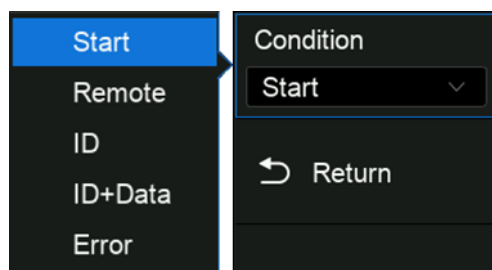 Start
Remote
ID
ID+Data
Error
Condition
Start
Return